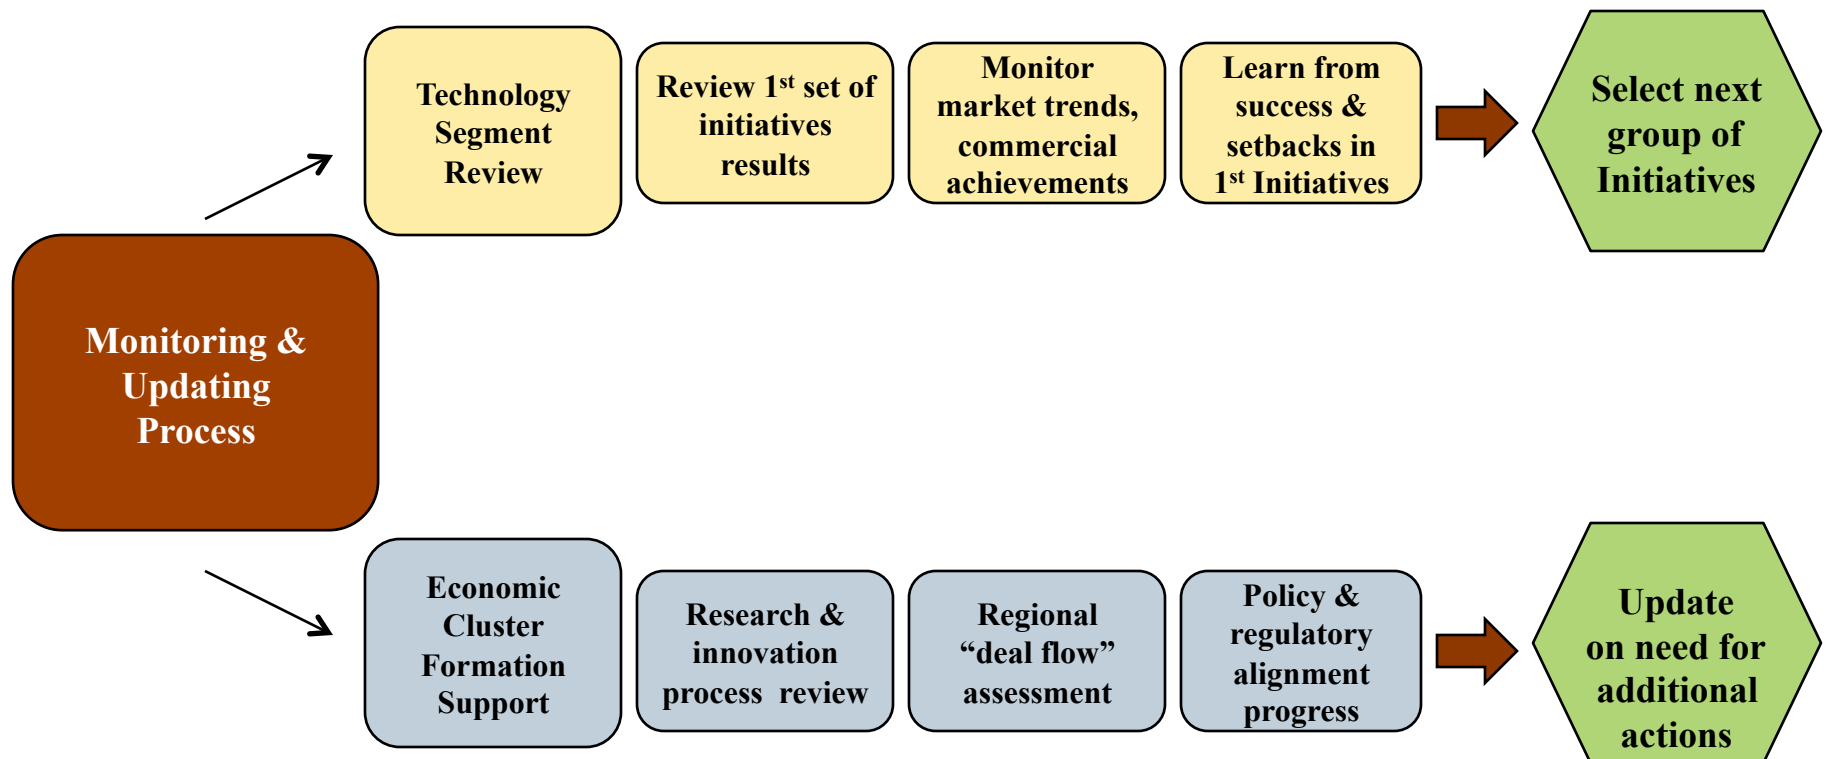 Technology
Segment
Review
Review 1st set of
initiatives
results
Monitor
market trends,
commercial
achievements
Learn from
success &
setbacks in
1st Initiatives
Select next
group of
Initiatives
Monitoring &
Updating
Process
Economic
Cluster
Formation
Support
Research &
innovation
process  review
Regional
“deal flow”
assessment
Policy &
regulatory
alignment
progress
Update
on need for
additional
actions